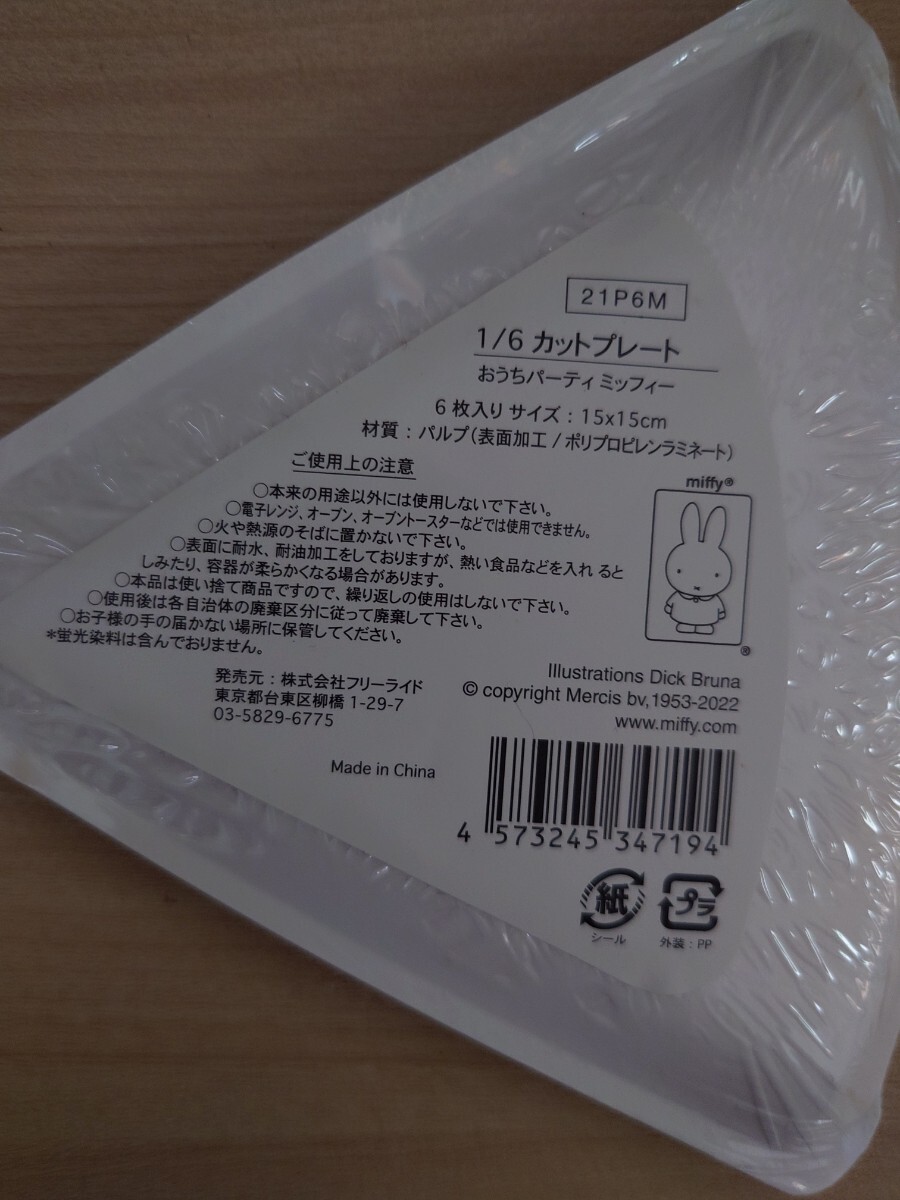 21P6M
1/6 カットプレート
おうちパーティ ミッフィー
6枚入り サイズ：15x15cm
材質：パルプ(表面加工/ポリプロピレンラミネート)
ご使用上の注意
○本来の用途以外には使用しないで下さい。
○電子レンジ、オーブン、オーブントースターなどでは使用できません。
○火や熱源のそばに置かないで下さい。
○表面に耐水、耐油加工をしておりますが、熱い食品などを入れると
しみたり、容器が柔らかくなる場合があります。
○本品は使い捨て商品ですので、繰り返しの使用はしないで下さい。
○使用後は各自治体の廃棄区分に従って廃棄して下さい。
○お子様の手の届かない場所に保管してください。
*蛍光染料は含んでおりません。
miffy®
®
発売元：株式会社フリーライド
東京都台東区柳橋 1-29-7
03-5829-6775
Illustrations Dick Bruna
© copyright Mercis bv,1953-2022
www.miffy.com
Made in China
4 573245 347194
紙
シール
プラ
外装：PP